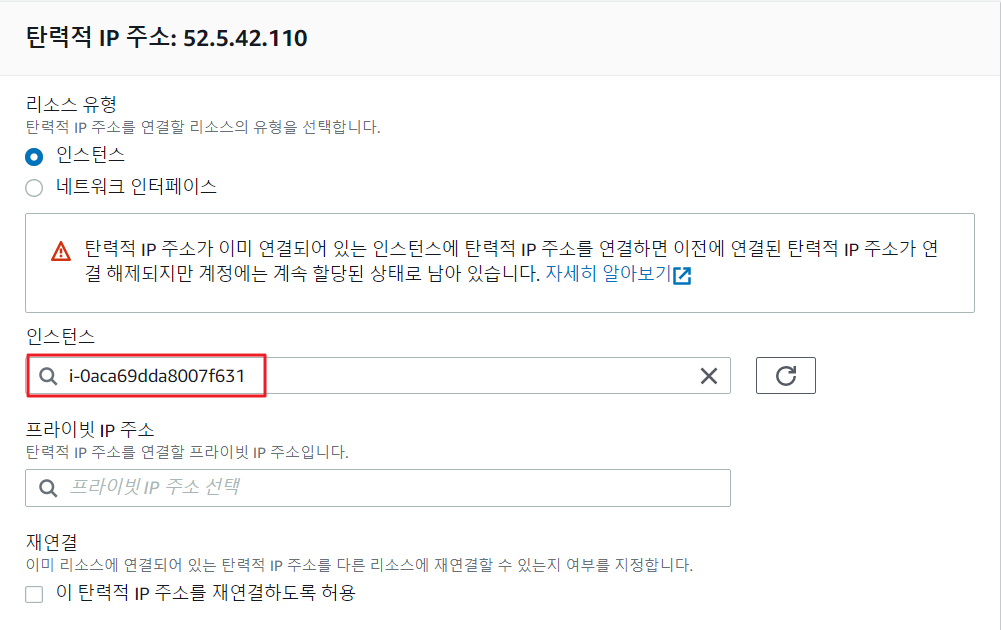 탄력적 IP 주소: 52.5.42.110
리소스 유형
탄력적 IP 주소를 연결할 리소스의 유형을 선택합니다.
인스턴스
네트워크 인터페이스
탄력적 IP 주소가 이미 연결되어 있는 인스턴스에 탄력적 IP 주소를 연결하면 이전에 연결된 탄력적 IP 주소가 연
결 해제되지만 계정에는 계속 할당된 상태로 남아 있습니다. 자세히 알아보기
인스턴스
i-0aca69dda8007f631
프라이빗 IP 주소
탄력적 IP 주소를 연결할 프라이빗 IP 주소입니다.
프라이빗 IP 주소 선택
재연결
이미 리소스에 연결되어 있는 탄력적 IP 주소를 다른 리소스에 재연결할 수 있는지 여부를 지정합니다.
이 탄력적 IP 주소를 재연결하도록 허용